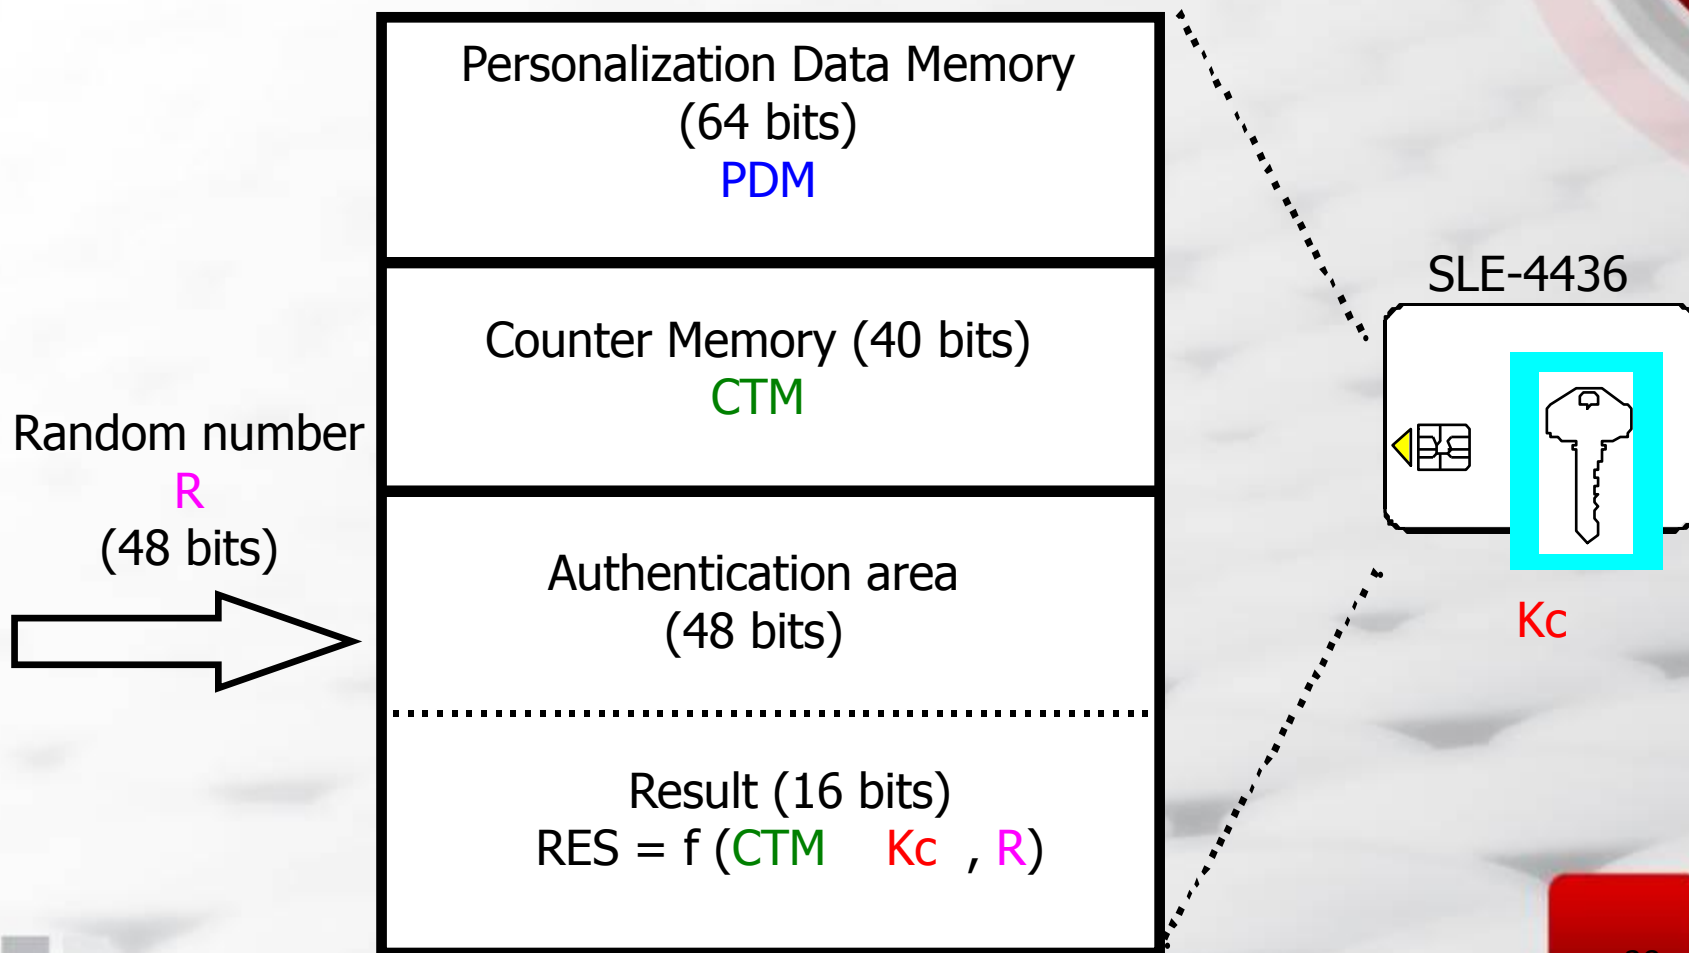 Personalization Data Memory
(64 bits)
PDM
Counter Memory (40 bits)
CTM
Random number
R
(48 bits)
Authentication area
(48 bits)
Result (16 bits)
RES = f (CTM Kc , R)
SLE-4436
Kc